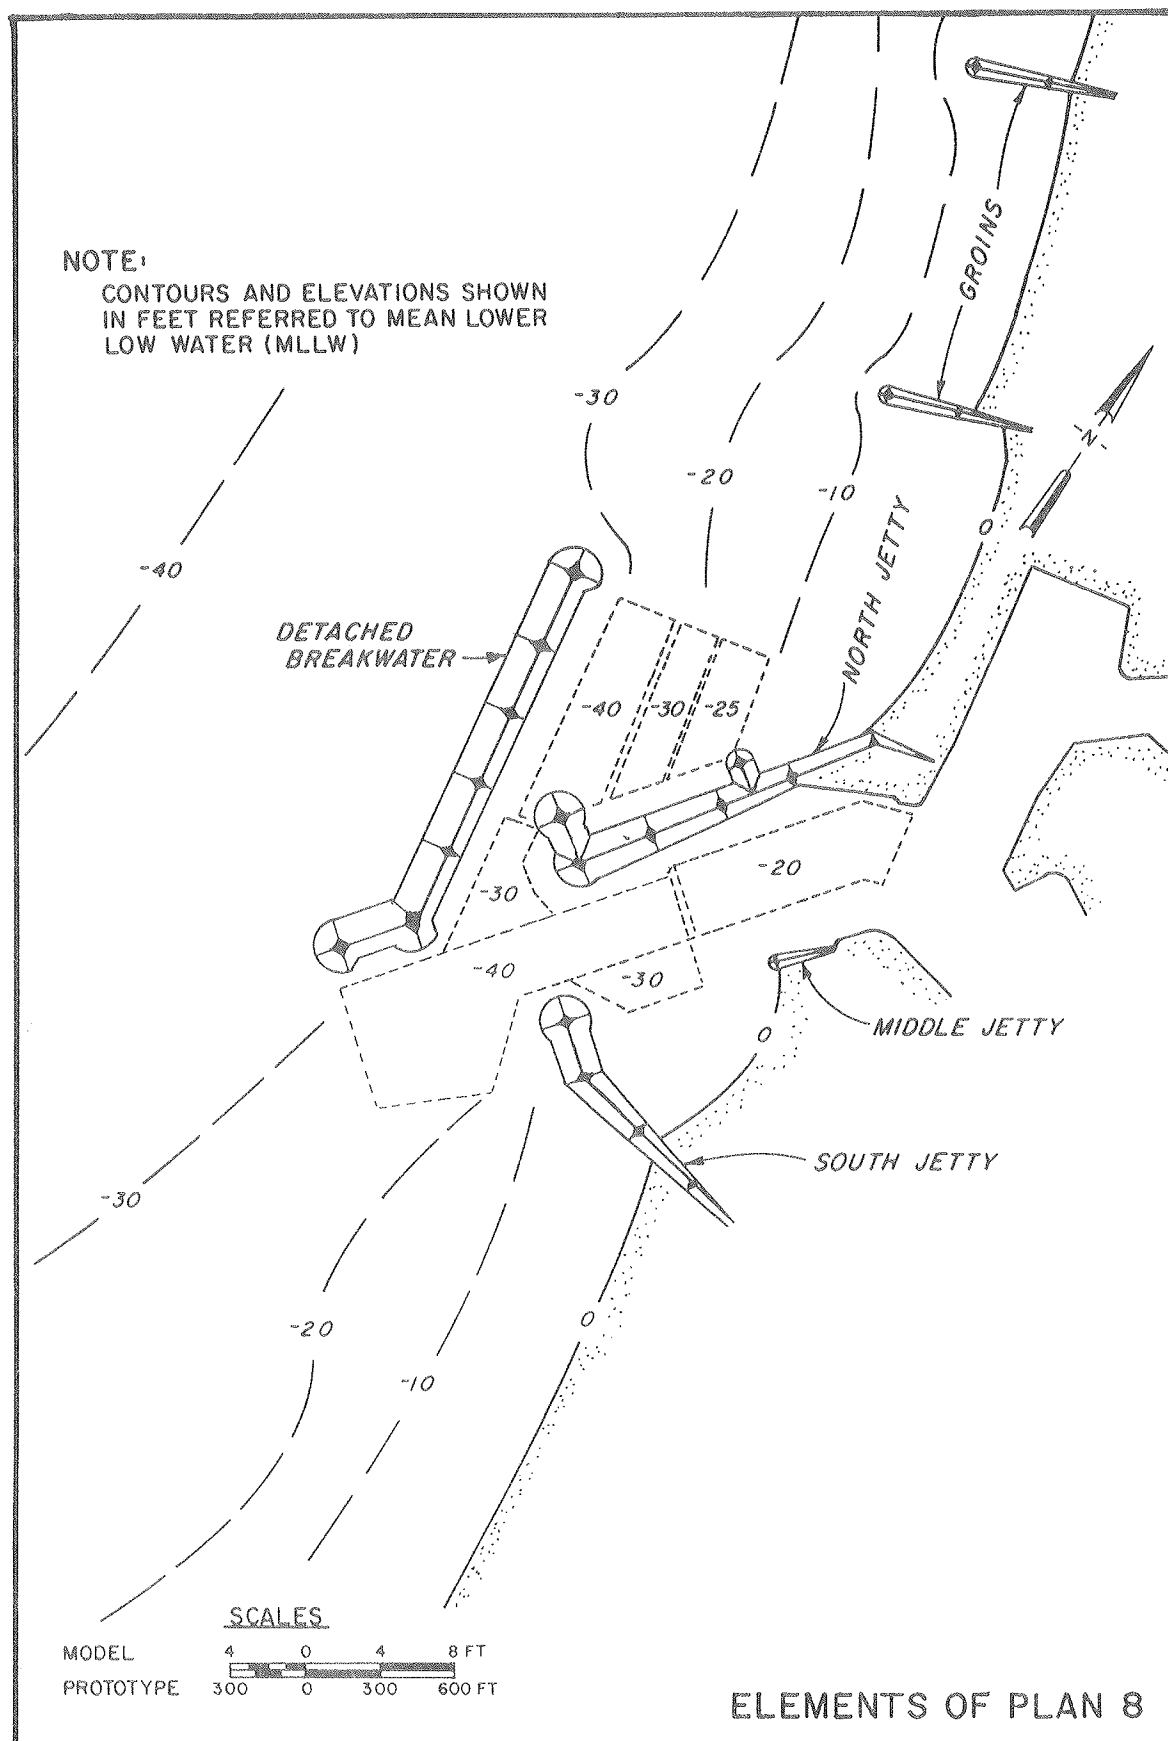 NOTE:
CONTOURS AND ELEVATIONS SHOWN
IN FEET REFERRED TO MEAN LOWER
LOW WATER (MLLW)
GROINS
-30
-20
-10
-N-
0
-40
NORTH JETTY
DETACHED
BREAKWATER
-40
-30
-25
-30
-20
-40
-30
MIDDLE JETTY
0
SOUTH JETTY
-30
0
-20
-10
SCALES
MODEL 4 0 4 8 FT
PROTOTYPE 300 0 300 600 FT
ELEMENTS OF PLAN 8